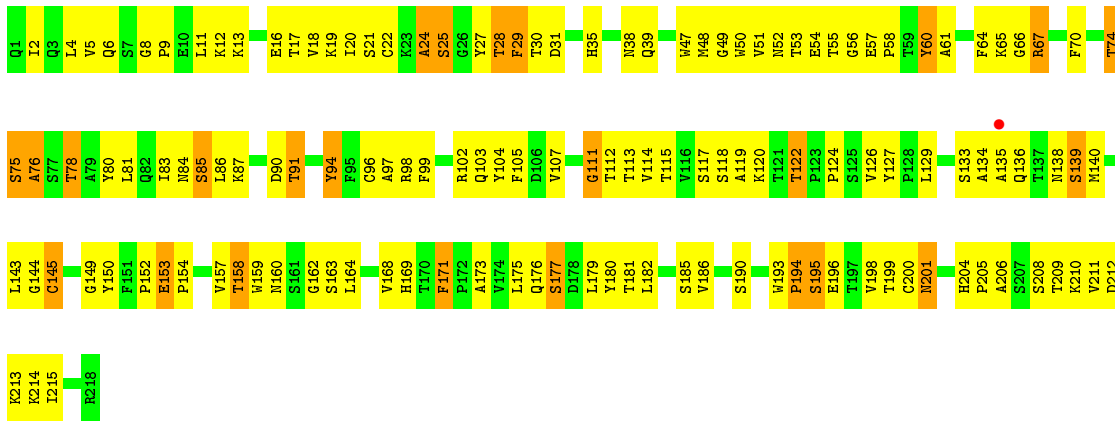 Q1 I2 Q3 L4 V5 Q6 S7 G8 P9 E10 L11 K12 K13 E16 T17 V18 K19 I20 S21 C22 K23 A24 S25 G26 Y27 T28 F29 T30 D31 H35 N38 Q39 W47 M48 G49 W50 V51 N52 T53 E54 T55 G56 E57 P58 T59 Y60 A61 F64 K65 G66 R67 F70 T74
S75 A76 S77 T78 A79 Y80 L81 Q82 I83 N84 S85 L86 K87 D90 T91 Y94 F95 C96 A97 R98 F99 R102 Q103 Y104 F105 D106 V107 G111 T112 T113 V114 T115 V116 S117 S118 A119 K120 T121 T122 P123 P124 S125 V126 Y127 P128 L129 S133 A134 A135 Q136 T137 N138 S139 M140
L143 G144 C145 G149 Y150 F151 P152 E153 P154 V157 T158 W159 N160 S161 G162 S163 L164 V168 H169 T170 F171 P172 A173 V174 L175 Q176 S177 D178 L179 Y180 T181 L182 S185 V186 S190 W193 P194 S195 E196 T197 V198 T199 C200 N201 H204 P205 A206 S207 S208 T209 K210 V211 D212
K213 K214 I215 R218